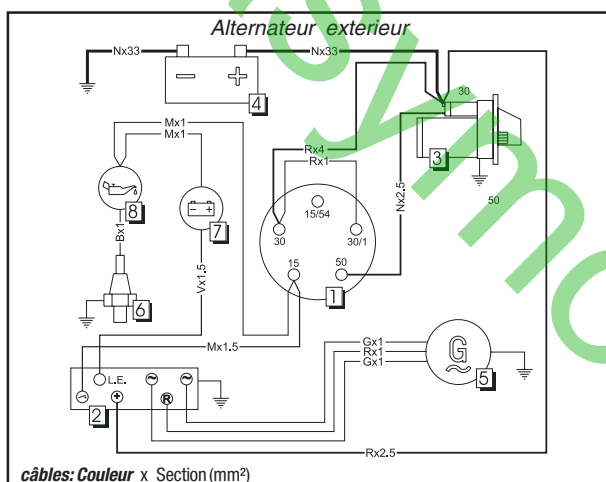 Alternateur exterieur
Nx33
Nx33
4
30
Mx1
Mx1
3
Rx4
Rx1
Nx2.5
50
8
7
15/54
30
30/1
15
50
1
Bx1
Vx1.5
6
Mx1.5
Gx1
Rx1
Gx1
G
5
L.E.
R
2
Rx2.5
câbles: Couleur x Section (mm²)